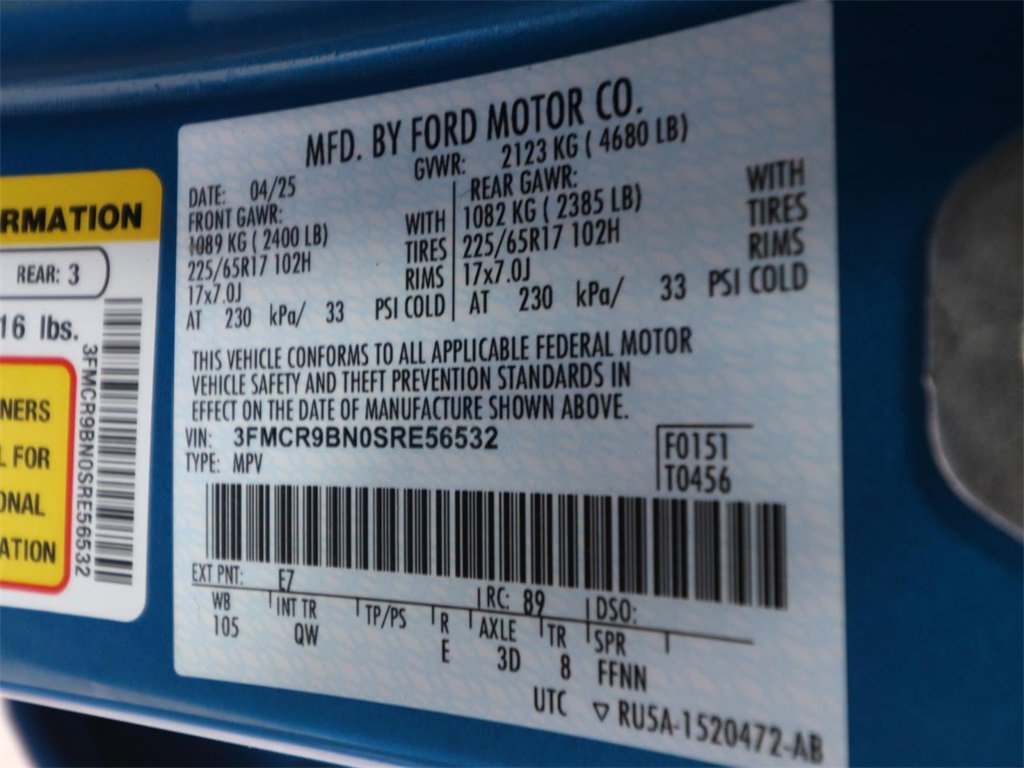 MFD. BY FORD MOTOR CO.
GVWR: 2123 KG ( 4680 LB)
DATE: 04/25
FRONT GAWR:
1089 KG ( 2400 LB)
225/65R17 102H
17x7.0J
WITH
TIRES
RIMS
AT 230 kPa/ 33 PSI COLD
REAR GAWR:
1082 KG ( 2385 LB)
225/65R17 102H
17x7.0J
WITH
TIRES
RIMS
AT 230 kPa/ 33 PSI COLD
THIS VEHICLE CONFORMS TO ALL APPLICABLE FEDERAL MOTOR
VEHICLE SAFETY AND THEFT PREVENTION STANDARDS IN
EFFECT ON THE DATE OF MANUFACTURE SHOWN ABOVE.
VIN: 3FMCR9BN0SRE56532
TYPE: MPV
F0151
T0456
EXT PNT: E7 RC: 89 DSO:
WB INT TR TP/PS R AXLE TR SPR
105 QW E 3D 8 FFNN
UTC ▽ RU5A-1520472-AB
RMATION
REAR: 3
16 lbs.
NERS
L FOR
ONAL
ATION
3FMCR9BN0SRE56532